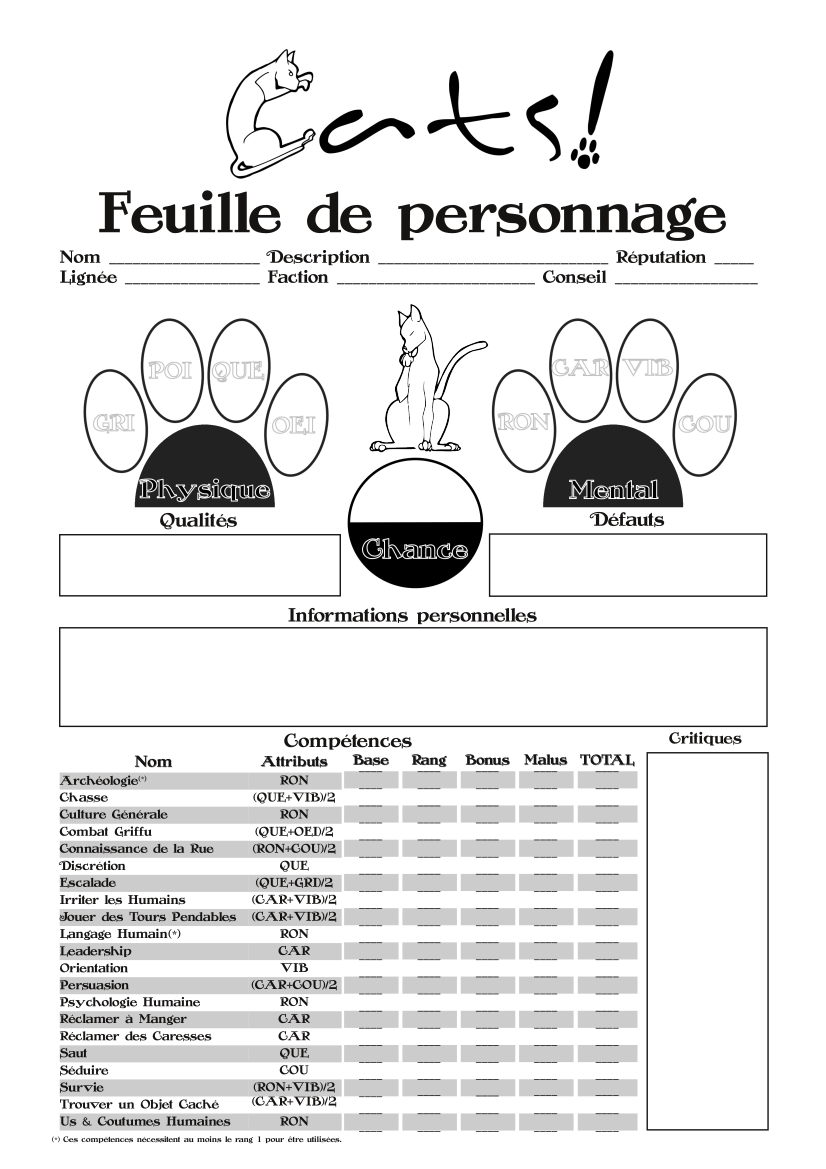 Cats!
Feuille de personnage
Nom _______________ Description _______________________ Réputation ____
Lignée ______________ Faction ____________________ Conseil _______________
POI QUE CAR VIB
GRI OEI RON COU
Physique Mental
Qualités Défauts
Chance
Informations personnelles
Compétences Critiques
Nom Attributs Base Rang Bonus Malus TOTAL
Archéologie(*) RON
Chasse (QUE+VIB)/2
Culture Générale RON
Combat Griffu (QUE+OEI)/2
Connaissance de la Rue (RON+COU)/2
Discrétion QUE
Escalade (QUE+GRI)/2
Irriter les Humains (CAR+VIB)/2
Jouer des Tours Pendables (CAR+VIB)/2
Langage Humain(*) RON
Leadership CAR
Orientation VIB
Persuasion (CAR+COU)/2
Psychologie Humaine RON
Réclamer à Manger CAR
Réclamer des Caresses CAR
Saut QUE
Séduire COU
Survie (RON+VIB)/2
Trouver un Objet Caché (CAR+VIB)/2
Us & Coutumes Humaines RON
(*) Ces compétences nécessitent au moins le rang 1 pour être utilisées.